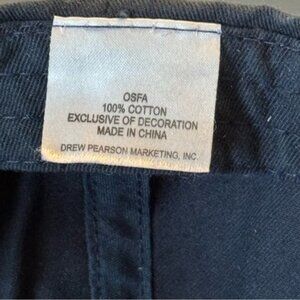 OSFA
100% COTTON
EXCLUSIVE OF DECORATION
MADE IN CHINA
DREW PEARSON MARKETING, INC.